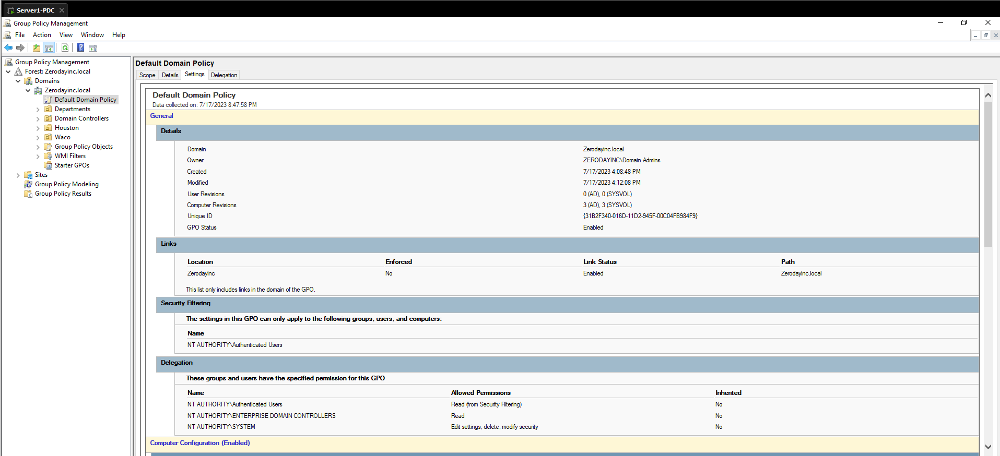 Server1-PDC
Group Policy Management
File Action View Window Help
Group Policy Management
Forest: Zerodayinc.local
Domains
Zerodayinc.local
Default Domain Policy
Departments
Domain Controllers
Houston
Waco
Group Policy Objects
WMI Filters
Starter GPOs
Sites
Group Policy Modeling
Group Policy Results
Default Domain Policy
Scope Details Settings Delegation
Default Domain Policy
Data collected on: 7/17/2023 8:47:58 PM
General
Details
Domain Zerodayinc.local
Owner ZERODAYINC\Domain Admins
Created 7/17/2023 4:08:48 PM
Modified 7/17/2023 4:12:08 PM
User Revisions 0 (AD), 0 (SYSVOL)
Computer Revisions 3 (AD), 3 (SYSVOL)
Unique ID {31B2F340-016D-11D2-945F-00C04FB984F9}
GPO Status Enabled
Links
Location Enforced Link Status Path
Zerodayinc No Enabled Zerodayinc.local
This list only includes links in the domain of the GPO.
Security Filtering
The settings in this GPO can only apply to the following groups, users, and computers:
Name
NT AUTHORITY\Authenticated Users
Delegation
These groups and users have the specified permission for this GPO
Name Allowed Permissions Inherited
NT AUTHORITY\Authenticated Users Read (from Security Filtering) No
NT AUTHORITY\ENTERPRISE DOMAIN CONTROLLERS Read No
NT AUTHORITY\SYSTEM Edit settings, delete, modify security No
Computer Configuration (Enabled)